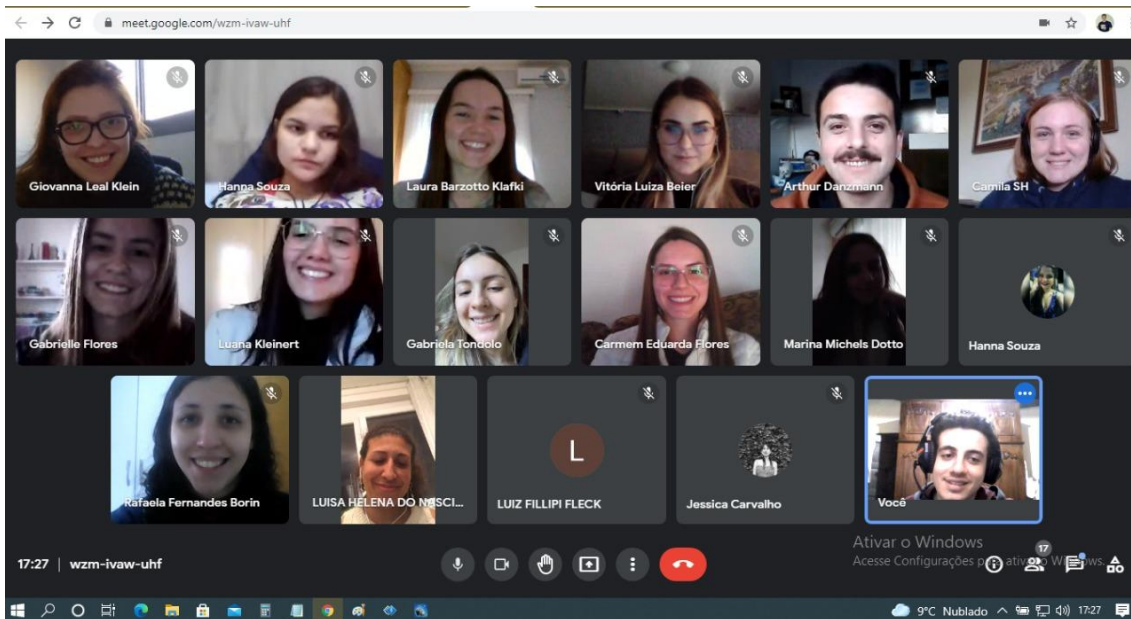 meet.google.com/wzm-ivaw-uhf
Giovanna Leal Klein
Hanna Souza
Laura Barzotto Klafki
Vitória Luiza Beier
Arthur Danzmann
Camila SH
Gabrielle Flores
Luana Kleinert
Gabriela Tondolo
Carmem Eduarda Flores
Marina Michels Dotto
Hanna Souza
Rafaela Fernandes Borin
LUISA HELENA DO NASCI...
L
LUIZ FILLIPI FLECK
Jessica Carvalho
Você
Ativar o Windows
Acesse Configurações para ativar o Windows.
17:27 | wzm-ivaw-uhf
17
9°C Nublado 17:27